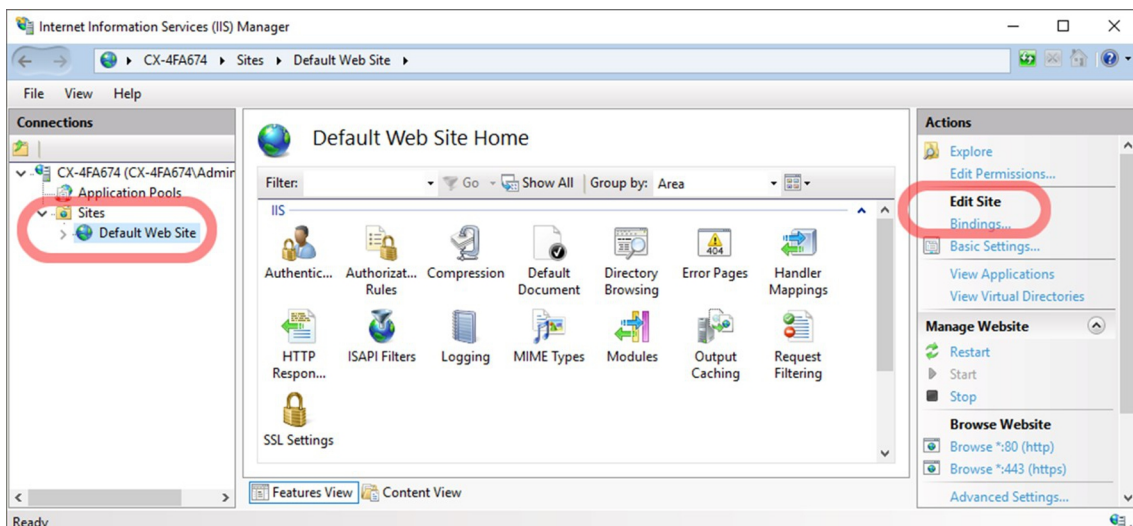 Internet Information Services (IIS) Manager
CX-4FA674 Sites Default Web Site
File View Help
Connections
CX-4FA674 (CX-4FA674\Admin
Application Pools
Sites
Default Web Site
Default Web Site Home
Filter: Go Show All Group by: Area
IIS
Authentic... Authorizat... Compression Default Directory Error Pages Handler
Rules Document Browsing Mappings
404
HTTP ISAPI Filters Logging MIME Types Modules Output Request
Respon... Caching Filtering
SSL Settings
Features View Content View
Actions
Explore
Edit Permissions...
Edit Site
Bindings...
Basic Settings...
View Applications
View Virtual Directories
Manage Website
Restart
Start
Stop
Browse Website
Browse *:80 (http)
Browse *:443 (https)
Advanced Settings...
Ready